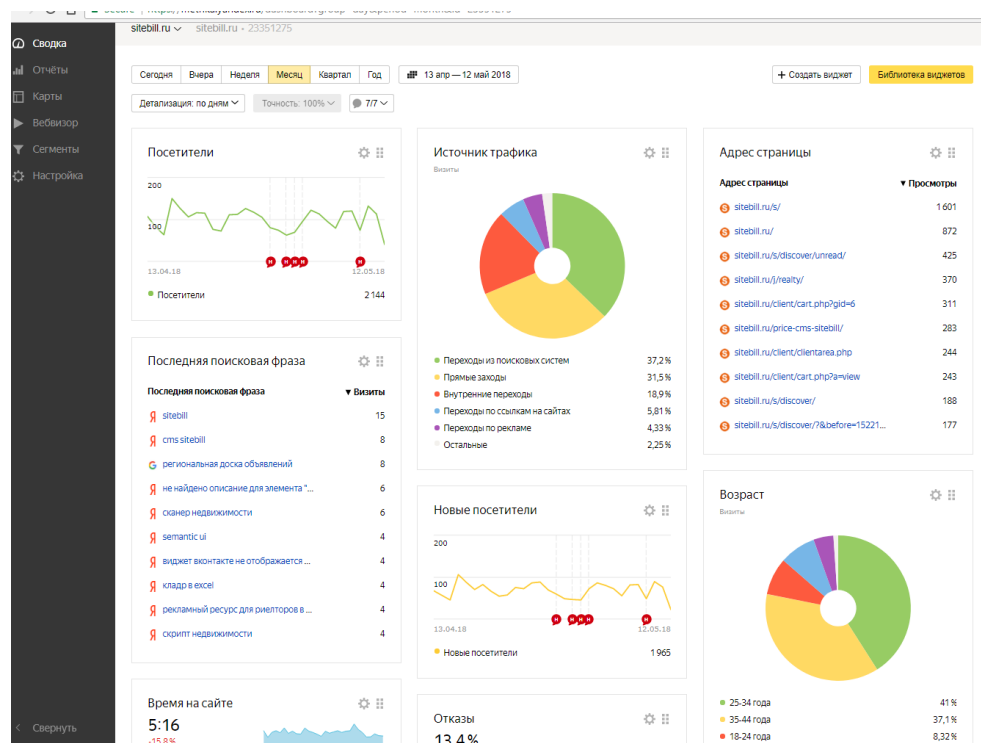 sitebill.ru sitebill.ru • 23351275
Сводка
Отчёты
Карты
Вебвизор
Сегменты
Настройка
Свернуть
Сегодня Вчера Неделя Месяц Квартал Год 13 апр — 12 май 2018 + Создать виджет Библиотека виджетов
Детализация: по дням Точность: 100% 7/7
Посетители
200
100
13.04.18 12.05.18
Посетители 2 144
Последняя поисковая фраза
Последняя поисковая фраза ▼ Визиты
sitebill 15
cms sitebill 8
региональная доска объявлений 8
не найдено описание для элемента "... 6
сканер недвижимости 6
semantic ui 4
виджет вконтакте не отображается ... 4
кладр в excel 4
рекламный ресурс для риелторов в ... 4
скрипт недвижимости 4
Время на сайте
5:16
-15,8%
Источник трафика
Визиты
Переходы из поисковых систем 37,2 %
Прямые заходы 31,5 %
Внутренние переходы 18,9 %
Переходы по ссылкам на сайтах 5,81 %
Переходы по рекламе 4,33 %
Остальные 2,25 %
Новые посетители
200
100
13.04.18 12.05.18
Новые посетители 1 965
Отказы
13,4 %
Адрес страницы
Адрес страницы ▼ Просмотры
sitebill.ru/s/ 1 601
sitebill.ru/ 872
sitebill.ru/s/discover/unread/ 425
sitebill.ru/j/realty/ 370
sitebill.ru/client/cart.php?gid=6 311
sitebill.ru/price-cms-sitebill/ 283
sitebill.ru/client/clientarea.php 244
sitebill.ru/client/cart.php?a=view 243
sitebill.ru/s/discover/ 188
sitebill.ru/s/discover/?&before=15221... 177
Возраст
Визиты
25-34 года 41 %
35-44 года 37,1 %
18-24 года 8,32 %